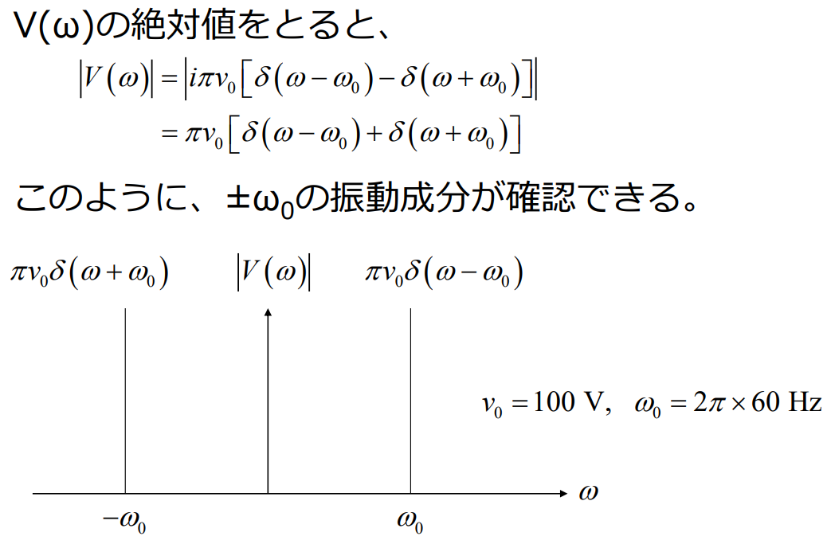 V(ω)の絶対値をとると、
|V(ω)| = |iπv₀[δ(ω − ω₀) − δ(ω + ω₀)]|
= πv₀[δ(ω − ω₀) + δ(ω + ω₀)]
このように、±ω₀の振動成分が確認できる。
πv₀δ(ω + ω₀) |V(ω)| πv₀δ(ω − ω₀)
v₀ = 100 V, ω₀ = 2π × 60 Hz
ω
−ω₀ ω₀